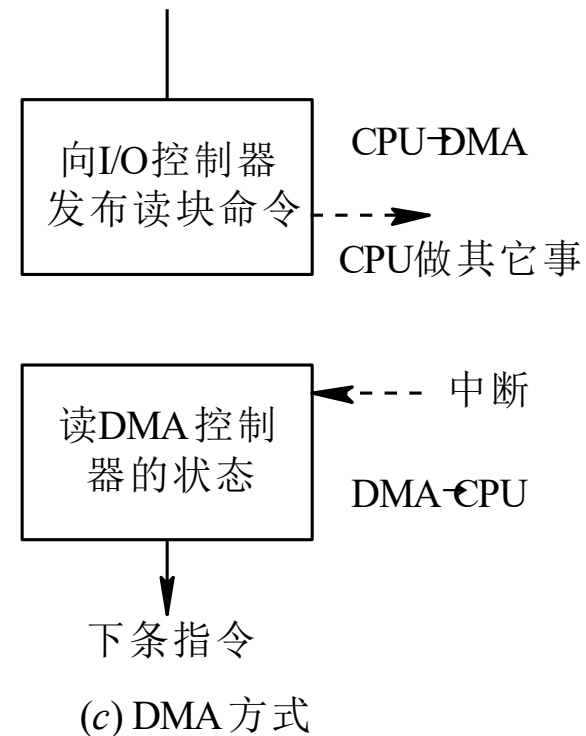 向I/O控制器
发布读块命令
CPU→DMA
CPU做其它事
中断
读DMA控制
器的状态
DMA→CPU
下条指令
(c) DMA方式